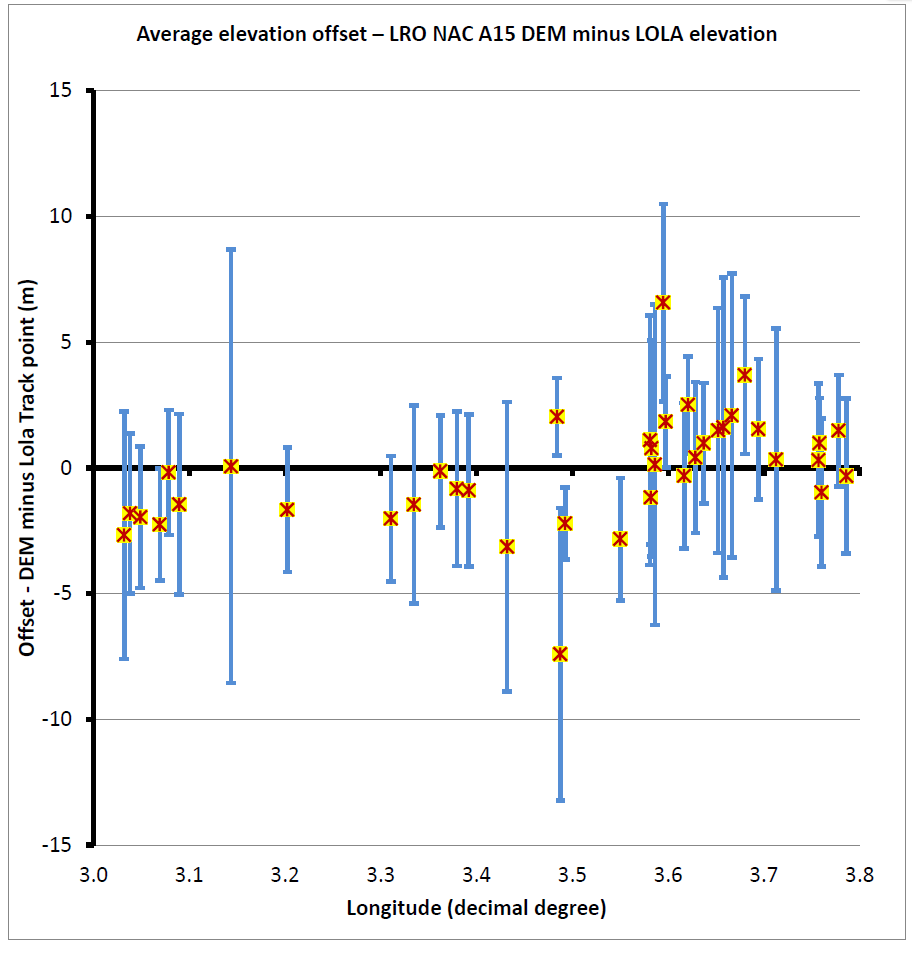 Average elevation offset – LRO NAC A15 DEM minus LOLA elevation
15
10
5
0
-5
-10
-15
Offset - DEM minus Lola Track point (m)
3.0 3.1 3.2 3.3 3.4 3.5 3.6 3.7 3.8
Longitude (decimal degree)